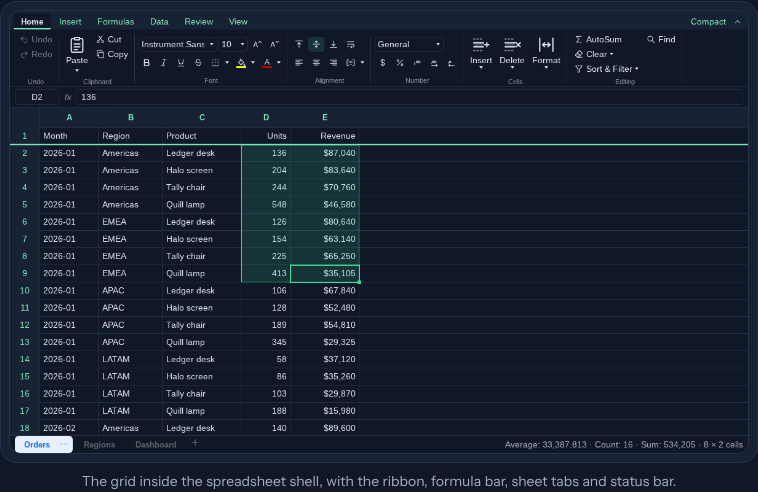 Home Insert Formulas Data Review View Compact
Undo Cut Instrument Sans 10 General AutoSum Find
Redo Paste Copy Insert Delete Format Clear
Sort & Filter
Undo Clipboard Font Alignment Number Cells Editing
D2 fx 136
A B C D E
1 Month Region Product Units Revenue
2 2026-01 Americas Ledger desk 136 $87,040
3 2026-01 Americas Halo screen 204 $83,640
4 2026-01 Americas Tally chair 244 $70,760
5 2026-01 Americas Quill lamp 548 $46,580
6 2026-01 EMEA Ledger desk 126 $80,640
7 2026-01 EMEA Halo screen 154 $63,140
8 2026-01 EMEA Tally chair 225 $65,250
9 2026-01 EMEA Quill lamp 413 $35,105
10 2026-01 APAC Ledger desk 106 $67,840
11 2026-01 APAC Halo screen 128 $52,480
12 2026-01 APAC Tally chair 189 $54,810
13 2026-01 APAC Quill lamp 345 $29,325
14 2026-01 LATAM Ledger desk 58 $37,120
15 2026-01 LATAM Halo screen 86 $35,260
16 2026-01 LATAM Tally chair 103 $29,870
17 2026-01 LATAM Quill lamp 188 $15,980
18 2026-02 Americas Ledger desk 140 $89,600
Orders Regions Dashboard + Average: 33,387.813 · Count: 16 · Sum: 534,205 · 8 × 2 cells
The grid inside the spreadsheet shell, with the ribbon, formula bar, sheet tabs and status bar.